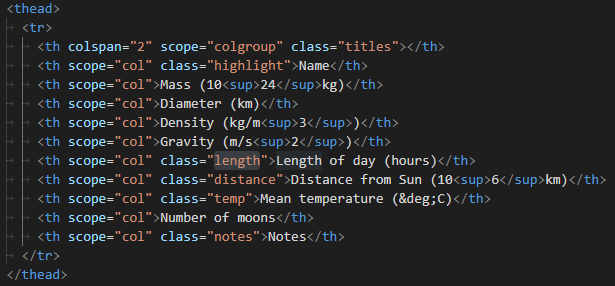 <thead>
<tr>
<th colspan="2" scope="colgroup" class="titles"></th>
<th scope="col" class="highlight">Name</th>
<th scope="col">Mass (10<sup>24</sup>kg)</th>
<th scope="col">Diameter (km)</th>
<th scope="col">Density (kg/m<sup>3</sup>)</th>
<th scope="col">Gravity (m/s<sup>2</sup>)</th>
<th scope="col" class="length">Length of day (hours)</th>
<th scope="col" class="distance">Distance from Sun (10<sup>6</sup>km)</th>
<th scope="col" class="temp">Mean temperature (&deg;C)</th>
<th scope="col">Number of moons</th>
<th scope="col" class="notes">Notes</th>
</tr>
</thead>